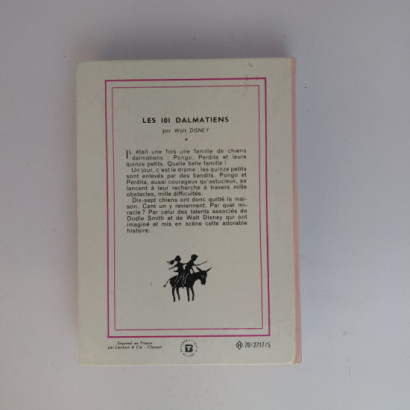 LES 101 DALMATIENS
par Walt DISNEY
IL était une fois une famille de chiens
dalmatiens : Pongo, Perdita et leurs
quinze petits. Quelle belle famille !
Un jour, c'est le drame : les quinze petits
sont enlevés par des bandits. Pongo et
Perdita, aussi courageux qu'astucieux, se
lancent à leur recherche à travers mille
obstacles, mille difficultés.
Dix-sept chiens ont donc quitté la mai-
son. Cent un y reviennent. Par quel mi-
racle ? Par celui des talents associés de
Dodie Smith et de Walt Disney qui ont
imaginé et mis en scène cette adorable
histoire.
Imprimé en France
par Brodard & Cie - Clamart
20/2717/5